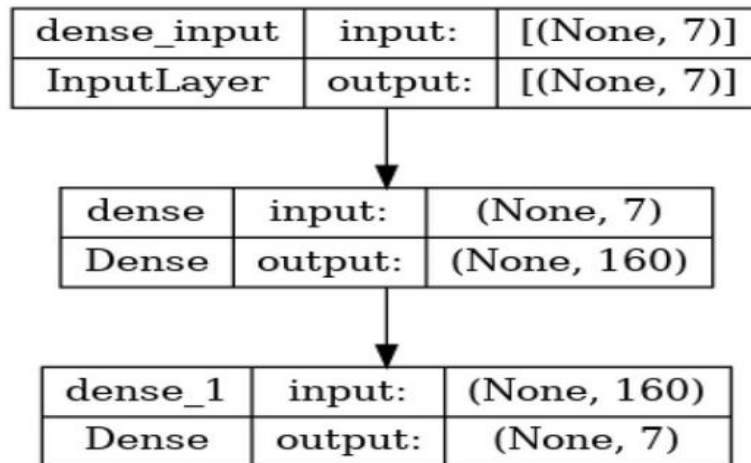 dense_input input: [(None, 7)]
InputLayer output: [(None, 7)]
dense input: (None, 7)
Dense output: (None, 160)
dense_1 input: (None, 160)
Dense output: (None, 7)